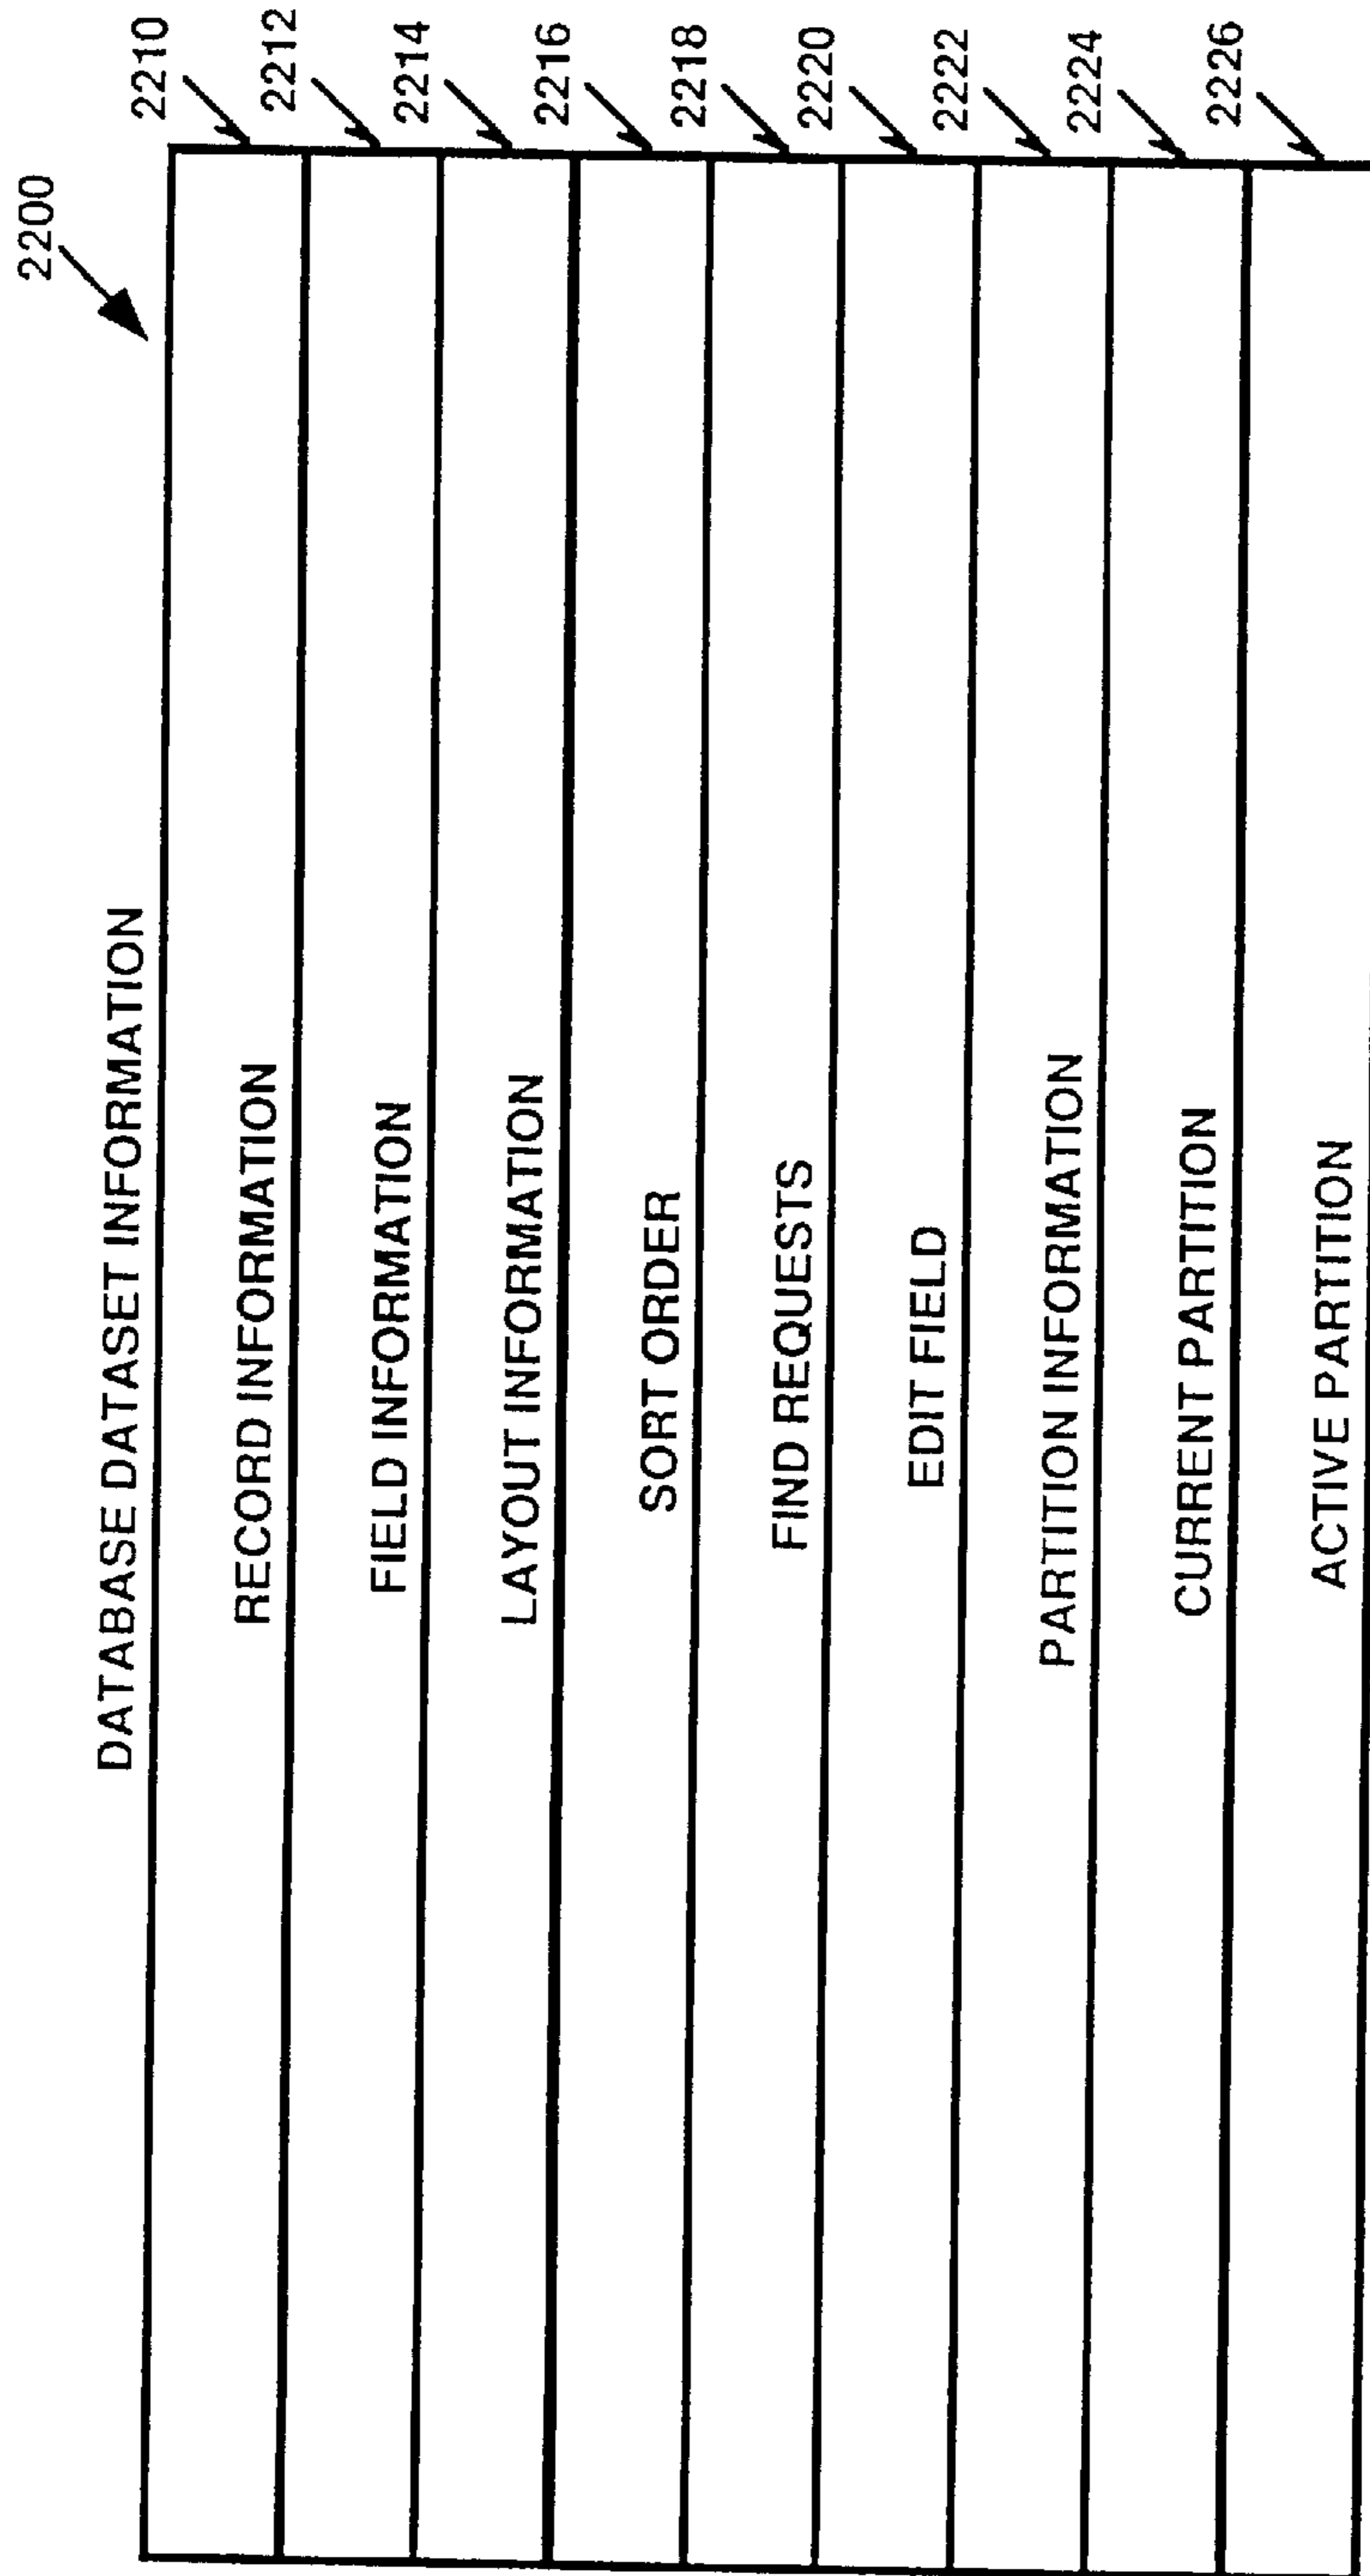 2200
DATABASE DATASET INFORMATION
2210
RECORD INFORMATION
2212
FIELD INFORMATION
2214
LAYOUT INFORMATION
2216
SORT ORDER
2218
FIND REQUESTS
2220
EDIT FIELD
2222
PARTITION INFORMATION
2224
CURRENT PARTITION
2226
ACTIVE PARTITION